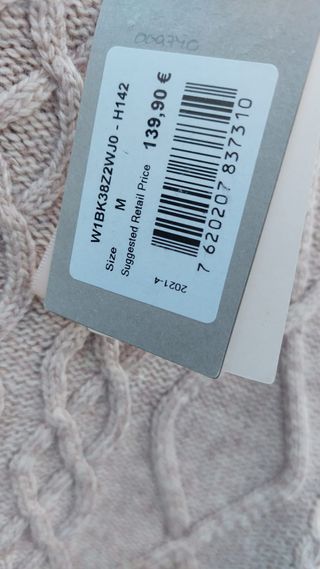 W1BK38Z2WJ0 - H142
Size M
Suggested Retail Price 139,90 €
7 620207 837310
2021-4